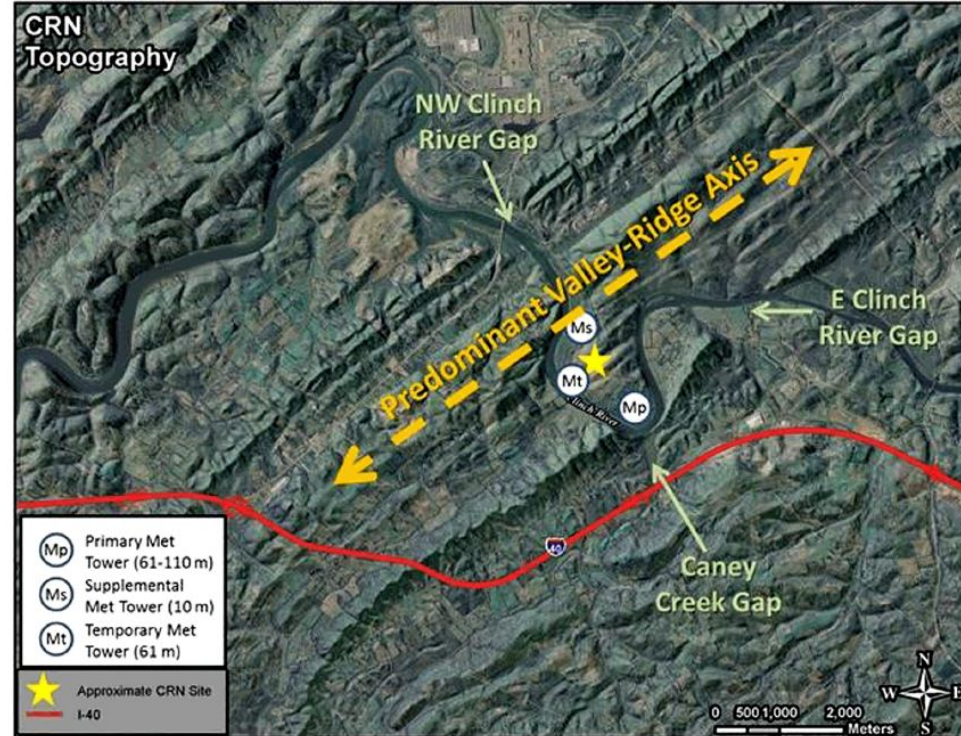 CRN
Topography
NW Clinch
River Gap
Predominant Valley-Ridge Axis
E Clinch
River Gap
Ms
Mt
Mp
Clinch River
40
Caney
Creek Gap
Mp Primary Met
Tower (61-110 m)
Ms Supplemental
Met Tower (10 m)
Mt Temporary Met
Tower (61 m)
Approximate CRN Site
I-40
N
W E
S
0 500 1,000 2,000
Meters